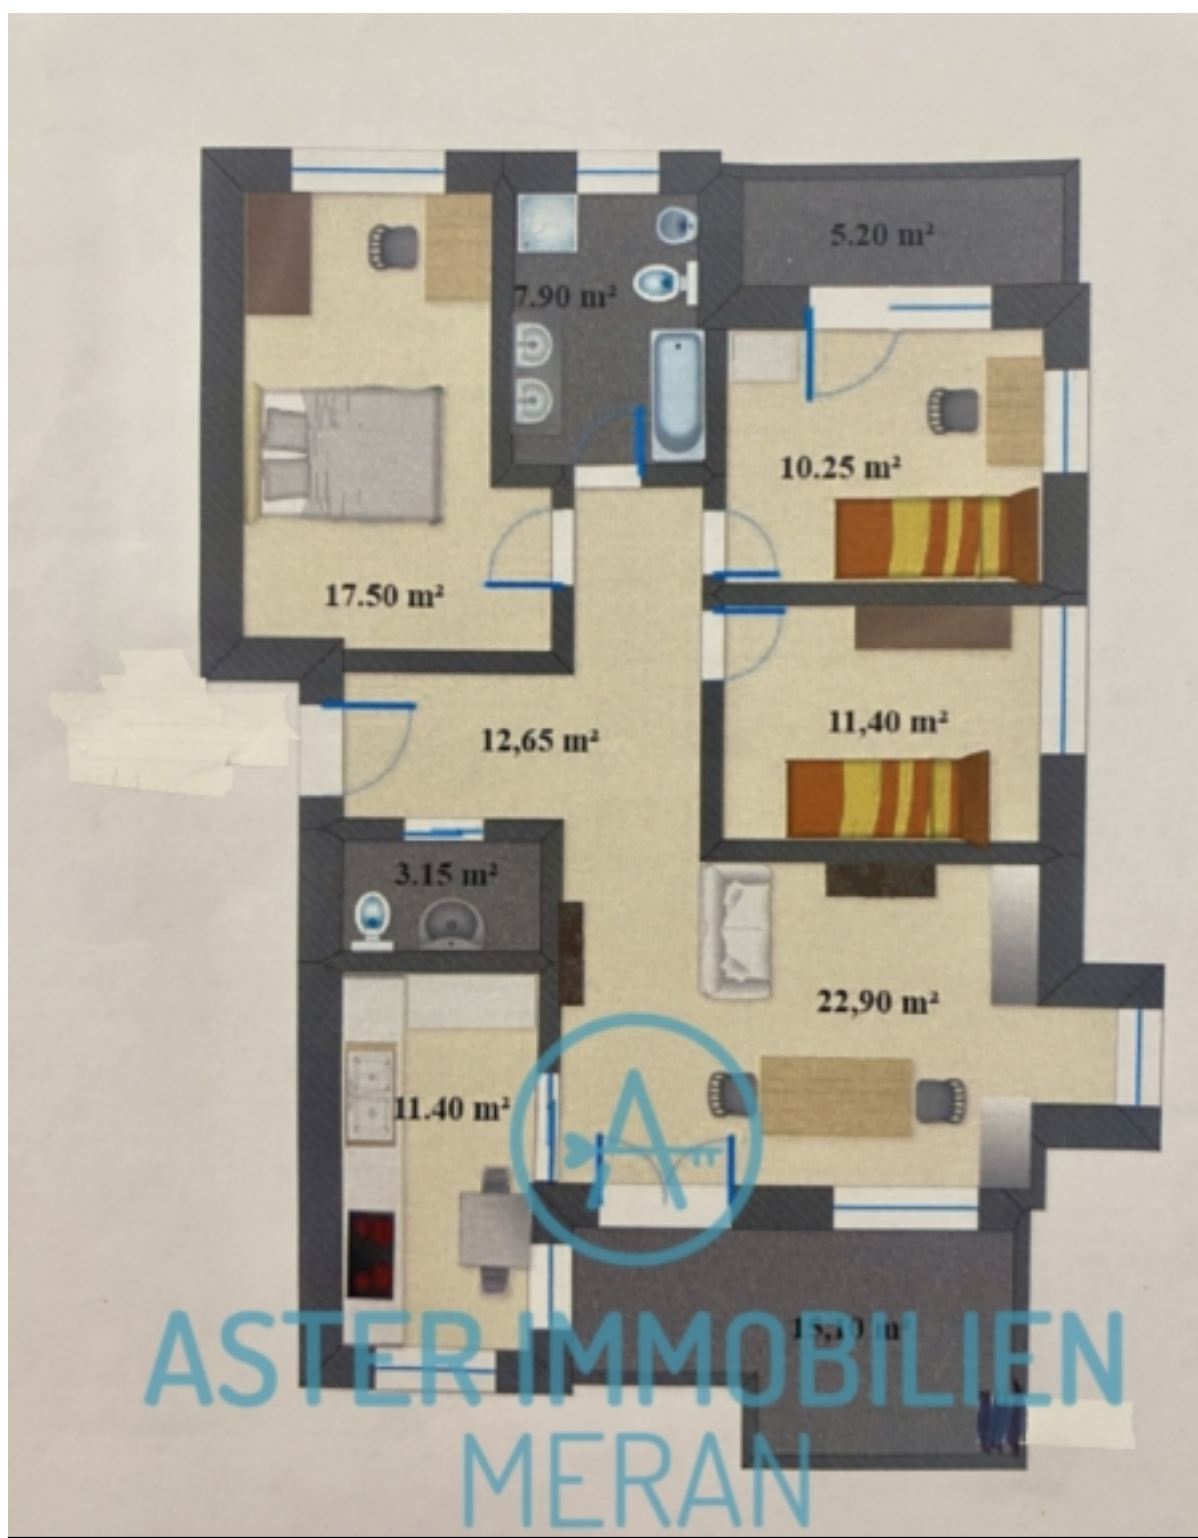 5.20 m²
7.90 m²
10.25 m²
17.50 m²
11,40 m²
12,65 m²
3.15 m²
22,90 m²
11.40 m²
ASTER IMMOBILIEN
MERAN